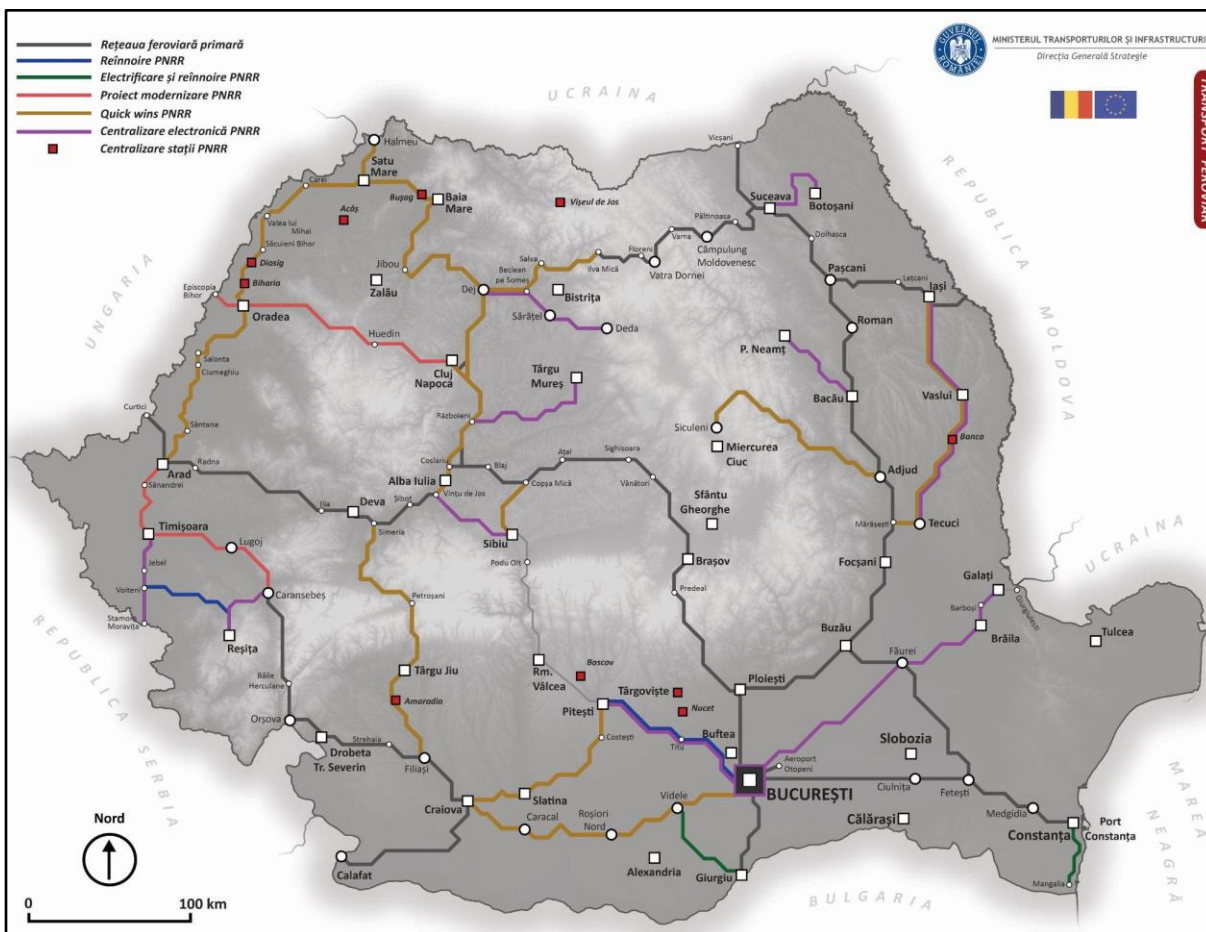 Rețeaua feroviară primară
Reînnoire PNRR
Electrificare și reînnoire PNRR
Proiect modernizare PNRR
Quick wins PNRR
Centralizare electronică PNRR
Centralizare stații PNRR
GUVERNUL ROMÂNIEI
MINISTERUL TRANSPORTURILOR ȘI INFRASTRUCTURII
Direcția Generală Strategie
TRANSPORT FEROVIAR
UCRAINA
REPUBLICA
MOLDOVA
UNGARIA
Halmeu
Satu
Mare
Carei
Bușag
Baia
Mare
Acâș
Vișeul de Jos
Vicșani
Suceava
Botoșani
Valea lui
Mihai
Săcuieni Bihor
Diosig
Biharia
Episcopia
Bihor
Oradea
Jibou
Zalău
Dej
Beclean
pe Someș
Salva
Ilva Mică
Floreni
Vama
Păltinoasa
Câmpulung
Moldovenesc
Vatra Dornei
Dolhasca
Pașcani
Lețcani
Iași
Bistrița
Sărățel
Deda
Huedin
Cluj
Napoca
Târgu
Mureș
Roman
P. Neamț
Bacău
Vaslui
Banca
Salonta
Ciumeghiu
Curtici
Sântana
Arad
Radna
Sânandrei
Războieni
Coșlariu
Blaj
Alba Iulia
Vințu de Jos
Șibot
Deva
Ilia
Simeria
Copșa Mică
Ațel
Sighisoara
Vânători
Siculeni
Miercurea
Ciuc
Adjud
Mărășești
Tecuci
Sfântu
Gheorghe
Brașov
Predeal
Focșani
Timișoara
Lugoj
Jebel
Voiteni
Stamora
Moravița
Caransebeș
Reșița
Sibiu
Podu Olt
Petroșani
Târgu Jiu
Amaradia
Băile
Herculane
Orșova
Drobeta
Tr. Severin
Strehaia
Filiași
Craiova
Calafat
Rm.
Vâlcea
Bascov
Pitești
Costești
Târgoviște
Nucet
Titu
Buftea
Ploiești
Buzău
Făurei
Galați
Barboși
Brăila
Giurgiulești
UCRAINA
Tulcea
Aeroport
Otopeni
BUCUREȘTI
Slobozia
Ciulnița
Fetești
Medgidia
Constanța
Port
Constanța
Mangalia
Călărași
Slatina
Caracal
Roșiori
Nord
Videle
Alexandria
Giurgiu
REPUBLICA SERBIA
BULGARIA
MAREA
NEAGRĂ
Nord
0 100 km